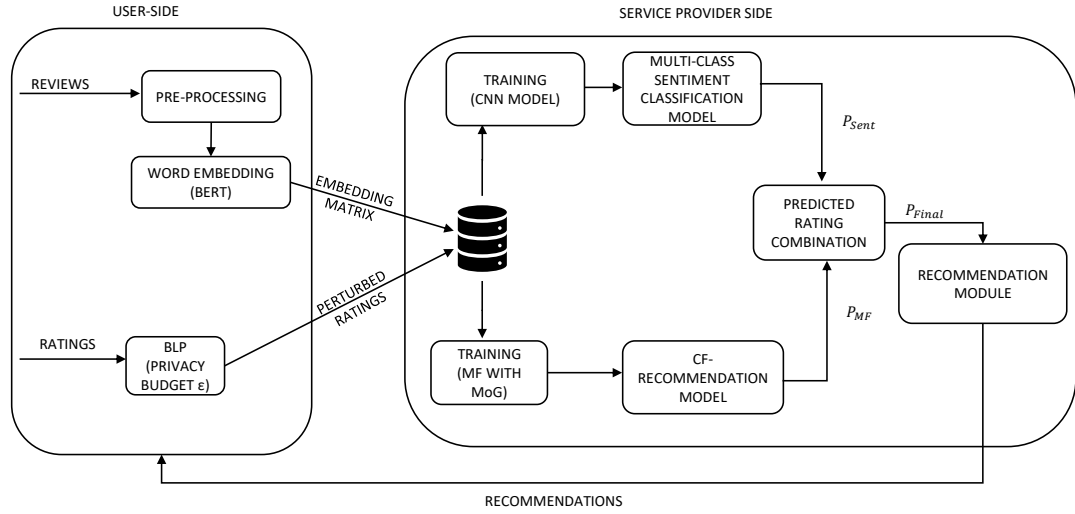 USER-SIDE
SERVICE PROVIDER SIDE
REVIEWS
PRE-PROCESSING
WORD EMBEDDING
(BERT)
EMBEDDING
MATRIX
PERTURBED
RATINGS
RATINGS
BLP
(PRIVACY
BUDGET ε)
TRAINING
(CNN MODEL)
MULTI-CLASS
SENTIMENT
CLASSIFICATION
MODEL
P_Sent
PREDICTED
RATING
COMBINATION
P_Final
RECOMMENDATION
MODULE
P_MF
TRAINING
(MF WITH
MoG)
CF-
RECOMMENDATION
MODEL
RECOMMENDATIONS